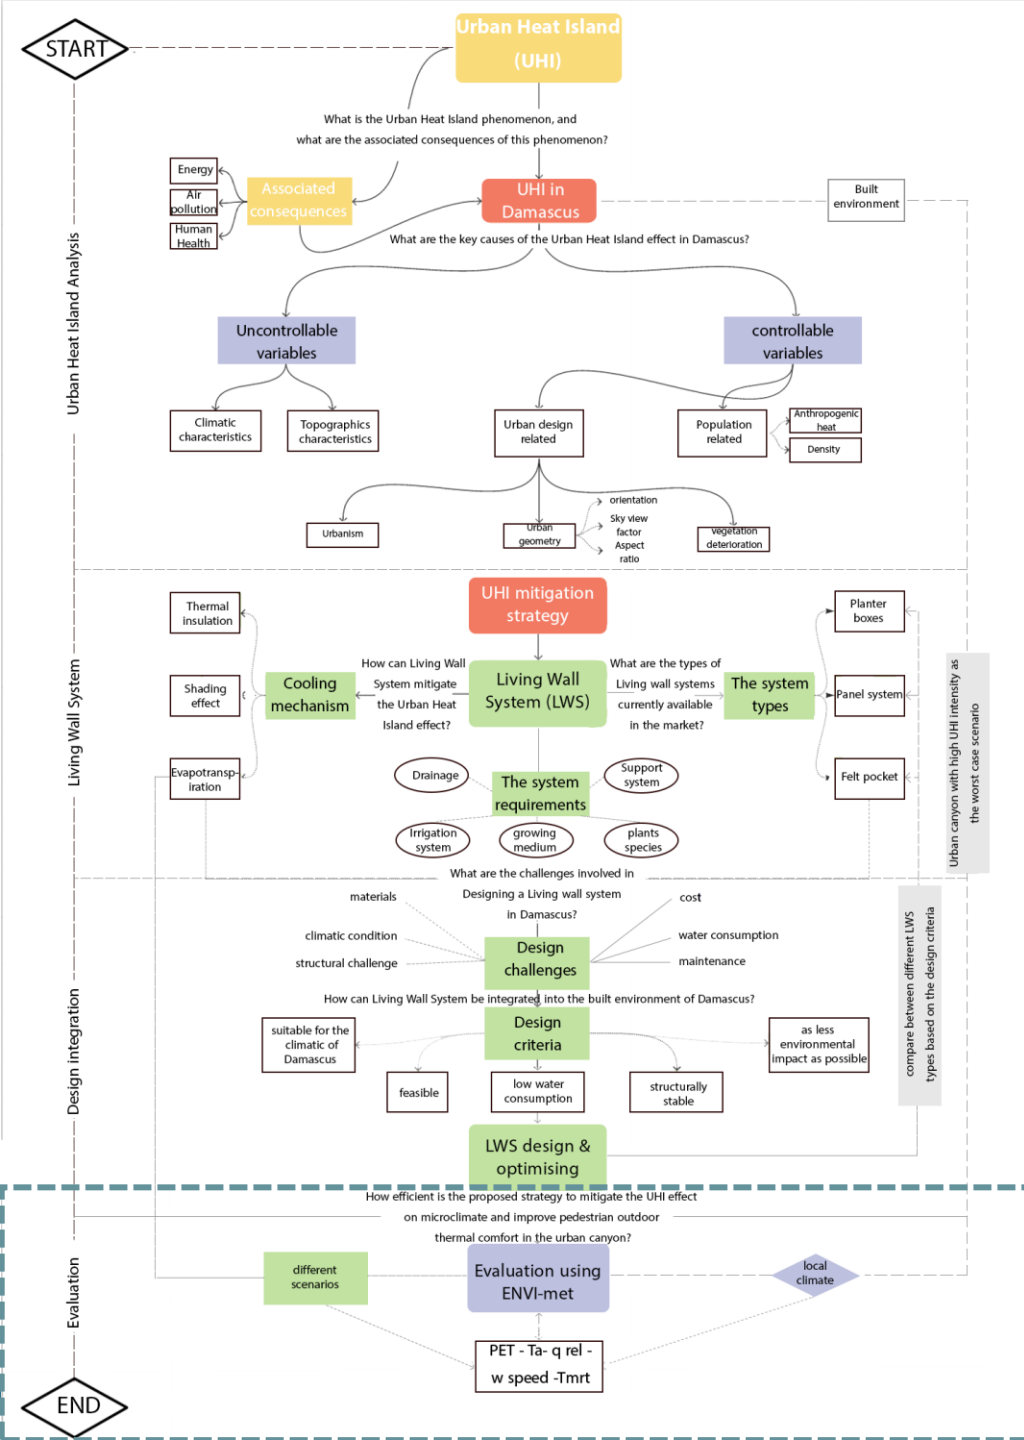 START
Urban Heat Island
(UHI)
What is the Urban Heat Island phenomenon, and
what are the associated consequences of this phenomenon?
Energy
Air
pollution
Human
Health
Associated
consequences
UHI in
Damascus
Built
environment
What are the key causes of the Urban Heat Island effect in Damascus?
Urban Heat Island Analysis
Uncontrollable
variables
controllable
variables
Climatic
characteristics
Topographics
characteristics
Urban design
related
Population
related
Anthropogenic
heat
Density
Urbanism
Urban
geometry
orientation
Sky view
factor
Aspect
ratio
vegetation
deterioration
UHI mitigation
strategy
Living Wall System
Thermal
insulation
Shading
effect
Evapotransp-
iration
Cooling
mechanism
How can Living Wall
System mitigate
the Urban Heat
Island effect?
Living Wall
System (LWS)
What are the types of
Living wall systems
currently available
in the market?
The system
types
Planter
boxes
Panel system
Felt pocket
Urban canyon with high UHI intensity as
the worst case scenario
Drainage
The system
requirements
Support
system
Irrigation
system
growing
medium
plants
species
What are the challenges involved in
Designing a Living wall system
in Damascus?
materials
climatic condition
structural challenge
Design
challenges
cost
water consumption
maintenance
compare between different LWS
types based on the design criteria
Design integration
How can Living Wall System be integrated into the built environment of Damascus?
Design
criteria
suitable for the
climatic of
Damascus
feasible
low water
consumption
structurally
stable
as less
environmental
impact as possible
LWS design &
optimising
How efficient is the proposed strategy to mitigate the UHI effect
on microclimate and improve pedestrian outdoor
thermal comfort in the urban canyon?
Evaluation
different
scenarios
Evaluation using
ENVI-met
local
climate
PET - Ta- q rel -
w speed -Tmrt
END